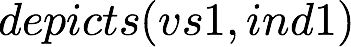 depicts(vs1, ind1)